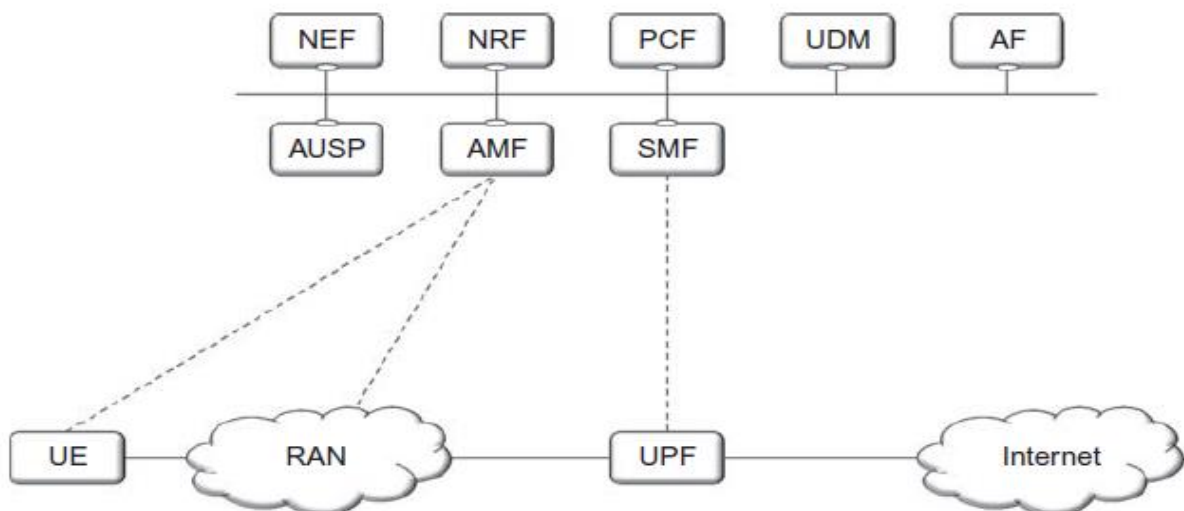 NEF NRF PCF UDM AF
AUSP AMF SMF
UE RAN UPF Internet